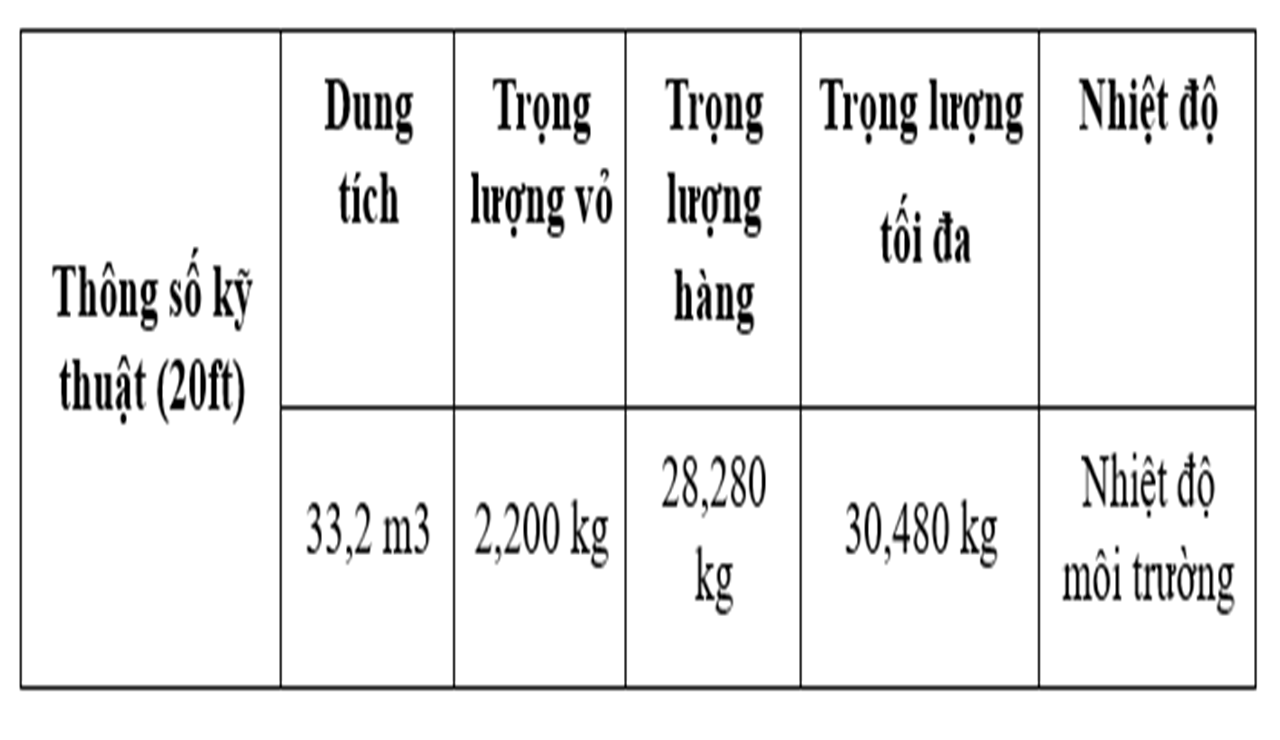 Thông số kỹ
thuật (20ft)
Dung
tích
Trọng
lượng vỏ
Trọng
lượng
hàng
Trọng lượng
tối đa
Nhiệt độ
33,2 m3
2,200 kg
28,280
kg
30,480 kg
Nhiệt độ
môi trường